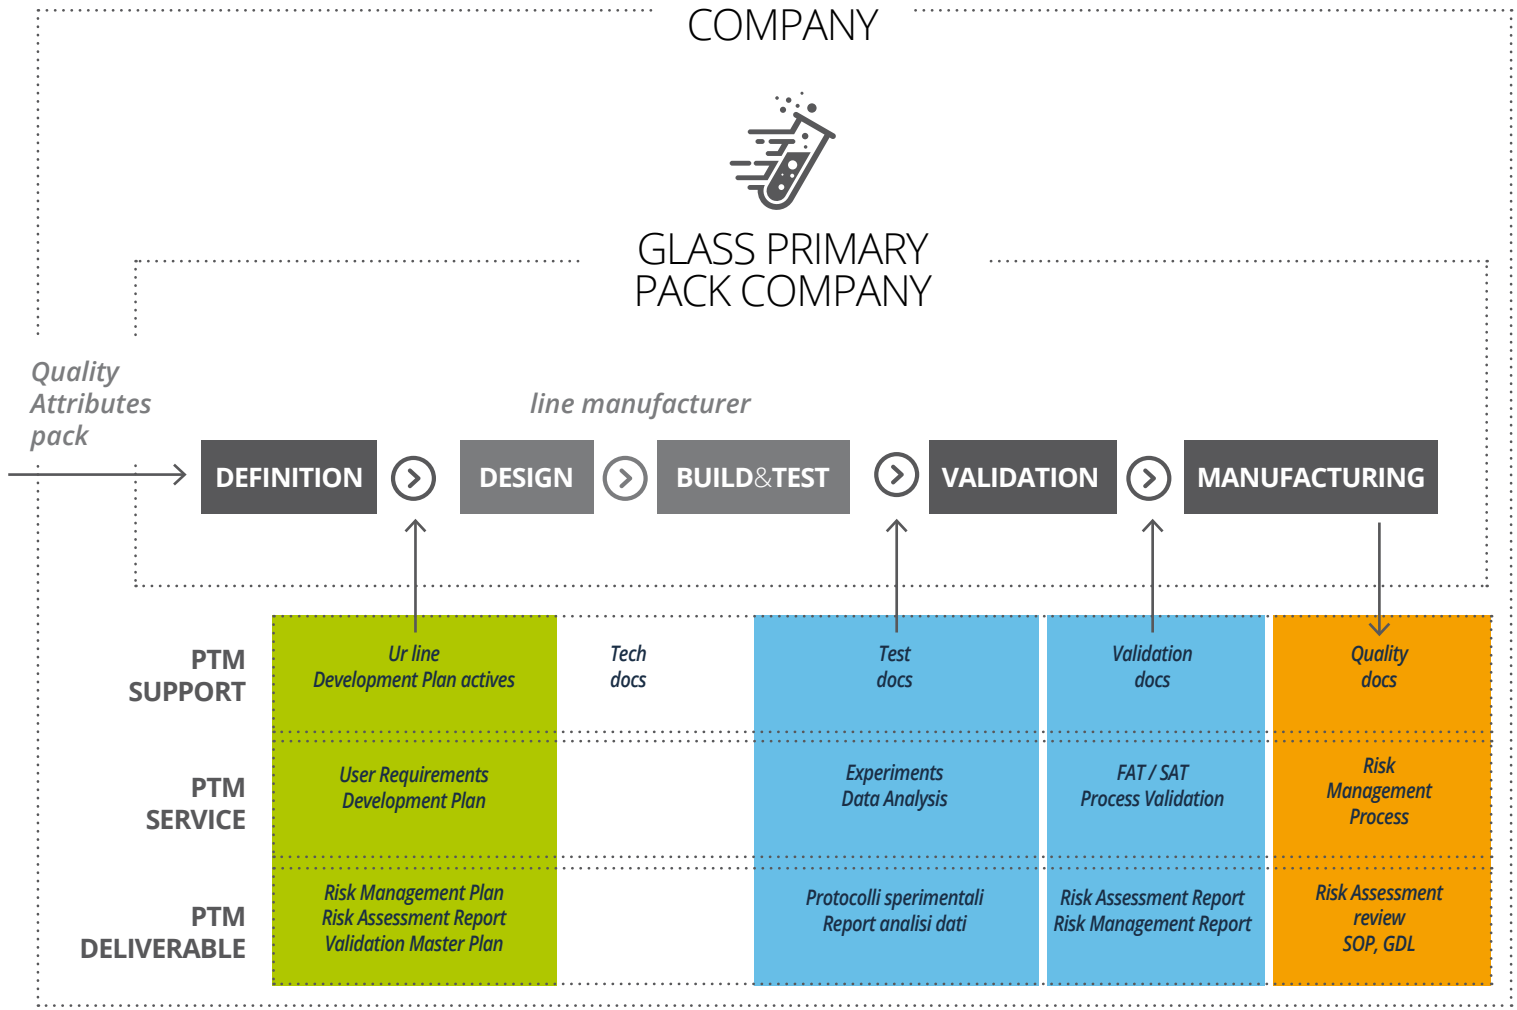 COMPANY
GLASS PRIMARY
PACK COMPANY
Quality
Attributes
pack
line manufacturer
DEFINITION
DESIGN
BUILD&TEST
VALIDATION
MANUFACTURING
PTM
SUPPORT
Ur line
Development Plan actives
Tech
docs
Test
docs
Validation
docs
Quality
docs
PTM
SERVICE
User Requirements
Development Plan
Experiments
Data Analysis
FAT / SAT
Process Validation
Risk
Management
Process
PTM
DELIVERABLE
Risk Management Plan
Risk Assessment Report
Validation Master Plan
Protocolli sperimentali
Report analisi dati
Risk Assessment Report
Risk Management Report
Risk Assessment
review
SOP, GDL